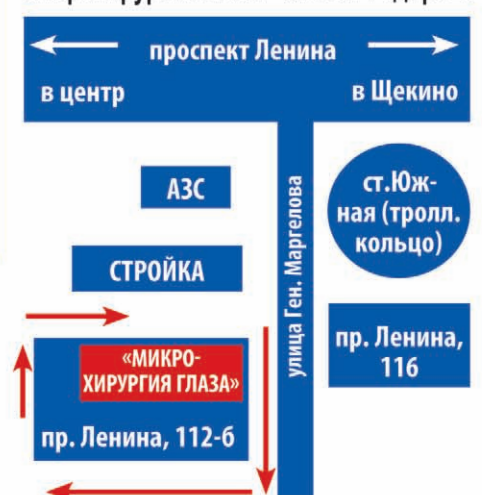 проспект Ленина
в центр
в Щекино
АЗС
ст.Юж-
ная (тролл.
кольцо)
улица Ген. Маргелова
СТРОЙКА
пр. Ленина,
116
«МИКРО-
ХИРУРГИЯ ГЛАЗА»
пр. Ленина, 112-б